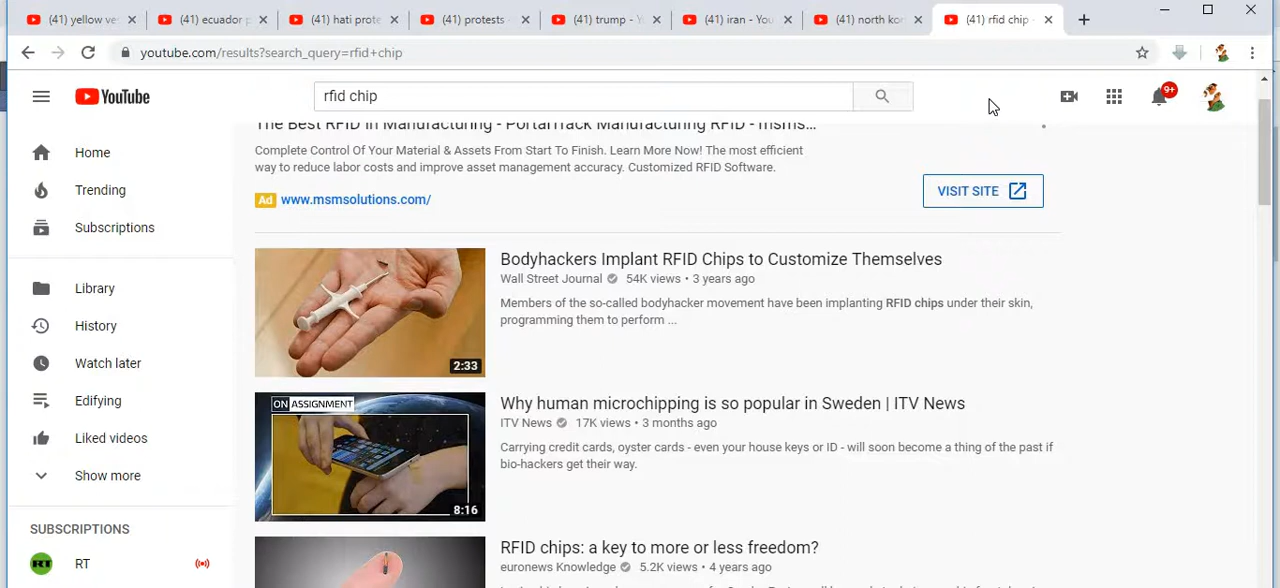 (41) yellow ve
(41) ecuador p
(41) hati prote
(41) protests -
(41) trump - Y
(41) iran - You
(41) north kor
(41) rfid chip -
youtube.com/results?search_query=rfid+chip
YouTube
rfid chip
9+
The Best RFID In Manufacturing - PortalTrack Manufacturing RFID - msms...
Complete Control Of Your Material & Assets From Start To Finish. Learn More Now! The most efficient
way to reduce labor costs and improve asset management accuracy. Customized RFID Software.
Ad www.msmsolutions.com/
VISIT SITE
Home
Trending
Subscriptions
Library
History
Watch later
Edifying
Liked videos
Show more
SUBSCRIPTIONS
RT
RT
2:33
Bodyhackers Implant RFID Chips to Customize Themselves
Wall Street Journal 54K views • 3 years ago
Members of the so-called bodyhacker movement have been implanting RFID chips under their skin,
programming them to perform ...
ON ASSIGNMENT
8:16
Why human microchipping is so popular in Sweden | ITV News
ITV News 17K views • 3 months ago
Carrying credit cards, oyster cards - even your house keys or ID - will soon become a thing of the past if
bio-hackers get their way.
RFID chips: a key to more or less freedom?
euronews Knowledge 5.2K views • 4 years ago